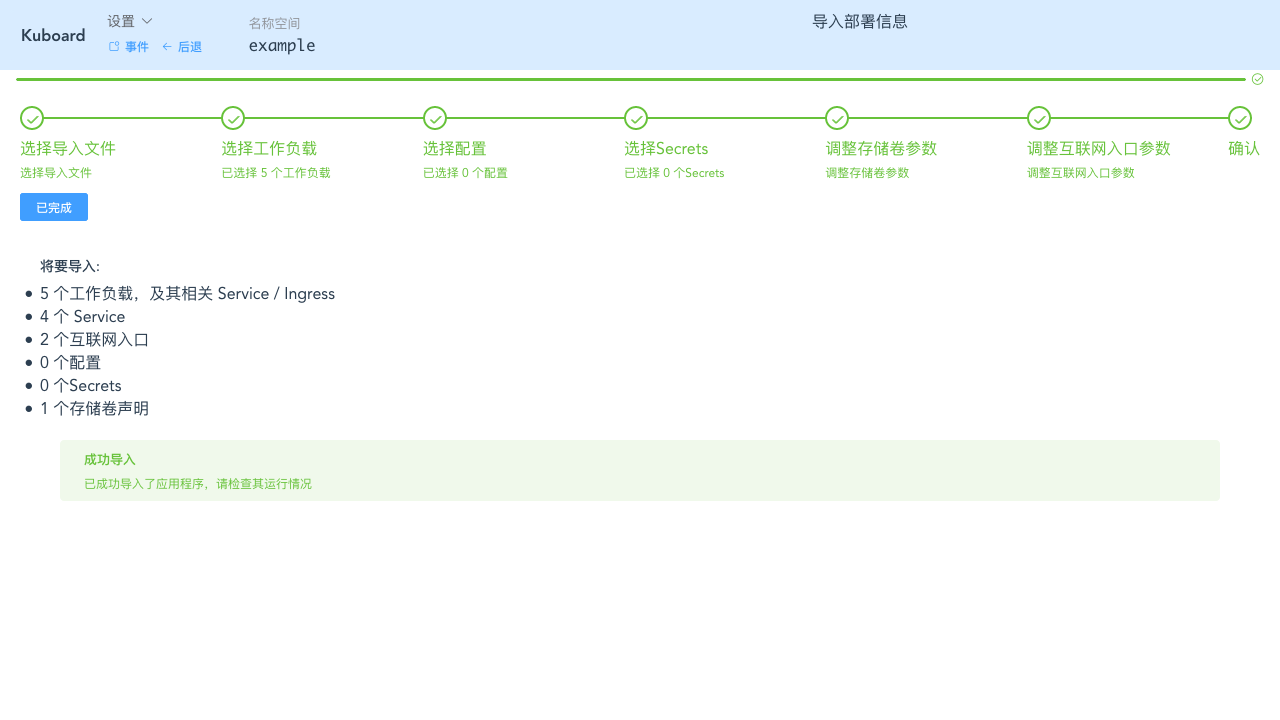 Kuboard
设置
事件 后退
名称空间
example
导入部署信息
选择导入文件
选择导入文件
选择工作负载
已选择 5 个工作负载
选择配置
已选择 0 个配置
选择Secrets
已选择 0 个Secrets
调整存储卷参数
调整存储卷参数
调整互联网入口参数
调整互联网入口参数
确认
已完成
将要导入:
5 个工作负载，及其相关 Service / Ingress
4 个 Service
2 个互联网入口
0 个配置
0 个Secrets
1 个存储卷声明
成功导入
已成功导入了应用程序，请检查其运行情况